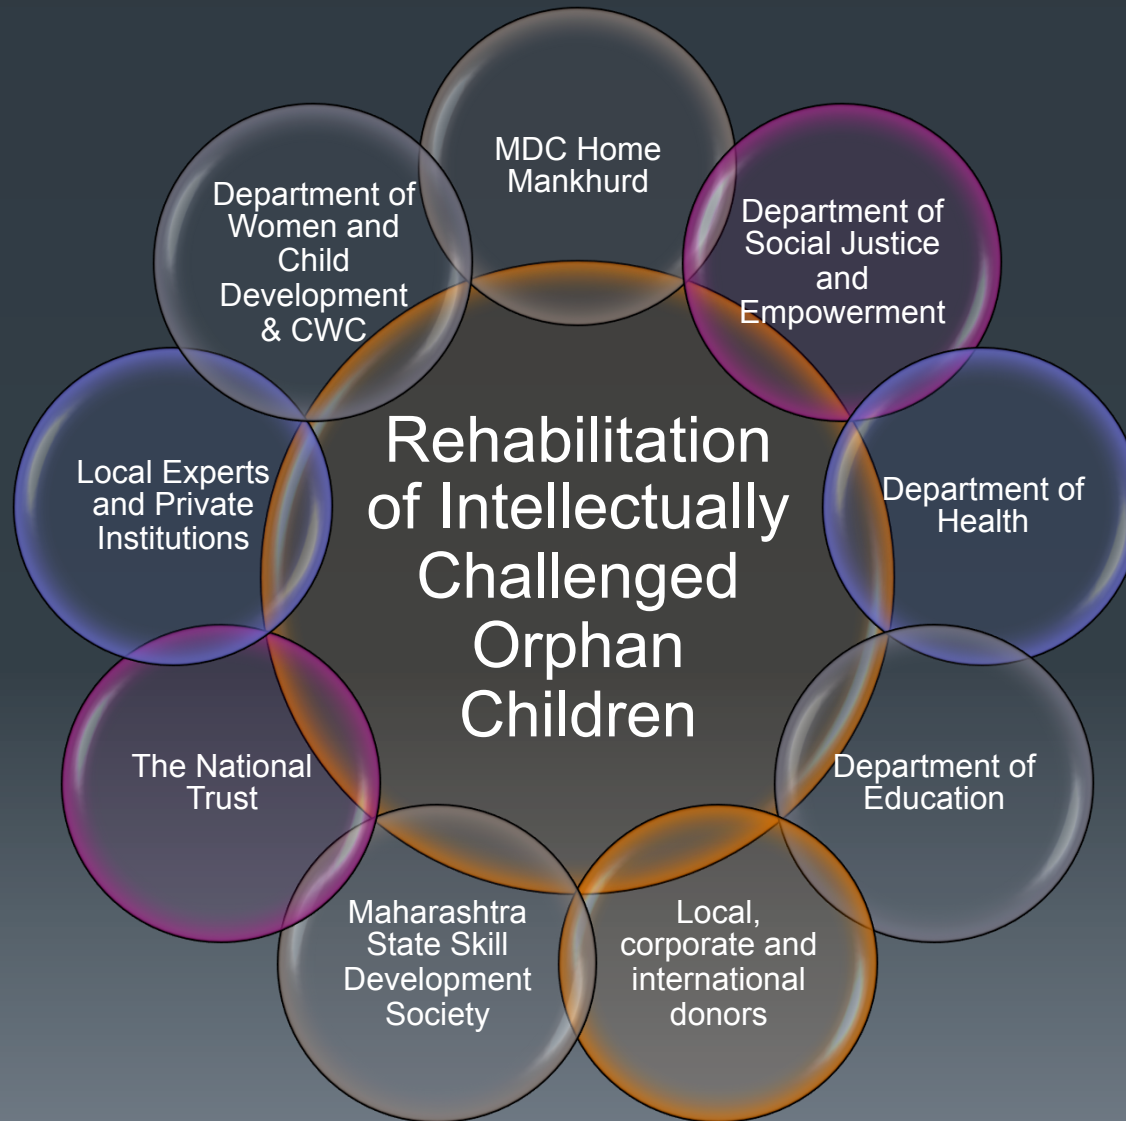 MDC Home
Mankhurd
Department of
Social Justice
and
Empowerment
Department of
Health
Department of
Education
Local,
corporate and
international
donors
Maharashtra
State Skill
Development
Society
The National
Trust
Local Experts
and Private
Institutions
Department of
Women and
Child
Development
& CWC
Rehabilitation
of Intellectually
Challenged
Orphan
Children